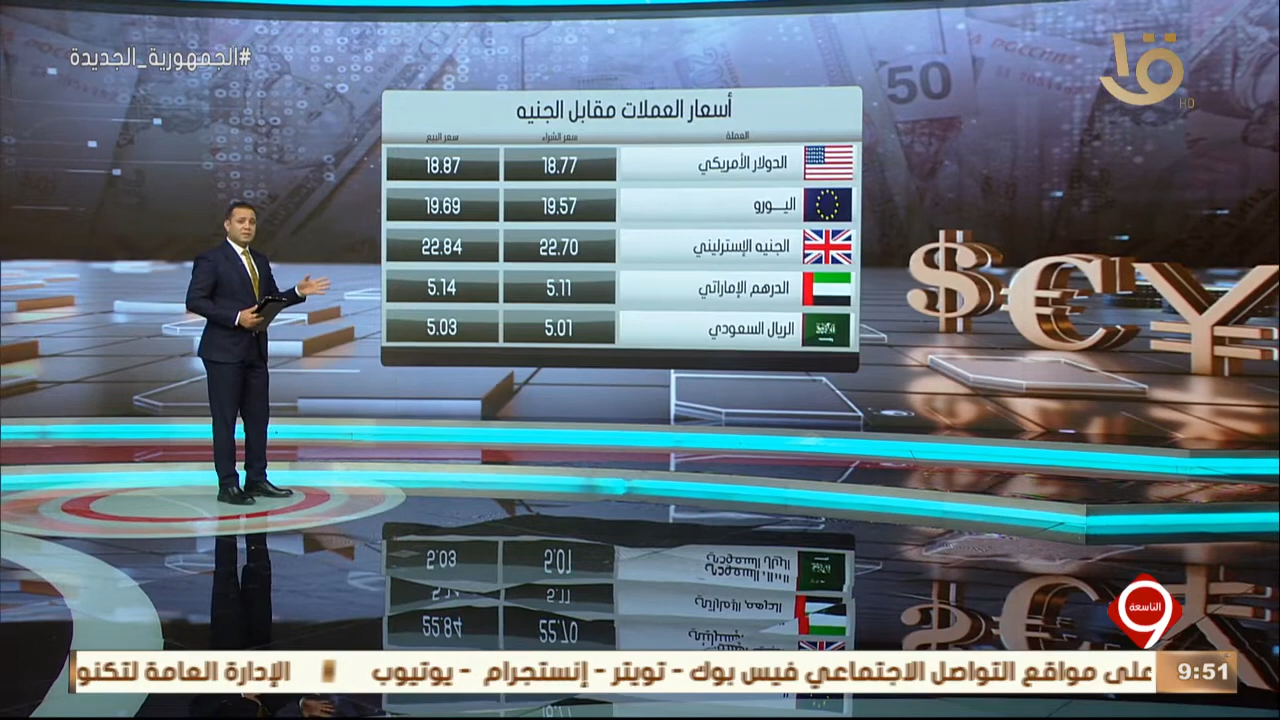 #الجمهورية_الجديدة
HD
50
أسعار العملات مقابل الجنيه
العملة سعر الشراء سعر البيع
الدولار الأمريكي 18.77 18.87
اليـــورو 19.57 19.69
الجنيه الإسترليني 22.70 22.84
الدرهم الإماراتي 5.11 5.14
الريال السعودي 5.01 5.03
$€¥
التاسعة
9
9:51
على مواقع التواصل الاجتماعي فيس بوك - تويتر - إنستجرام - يوتيوب الإدارة العامة لتكنو